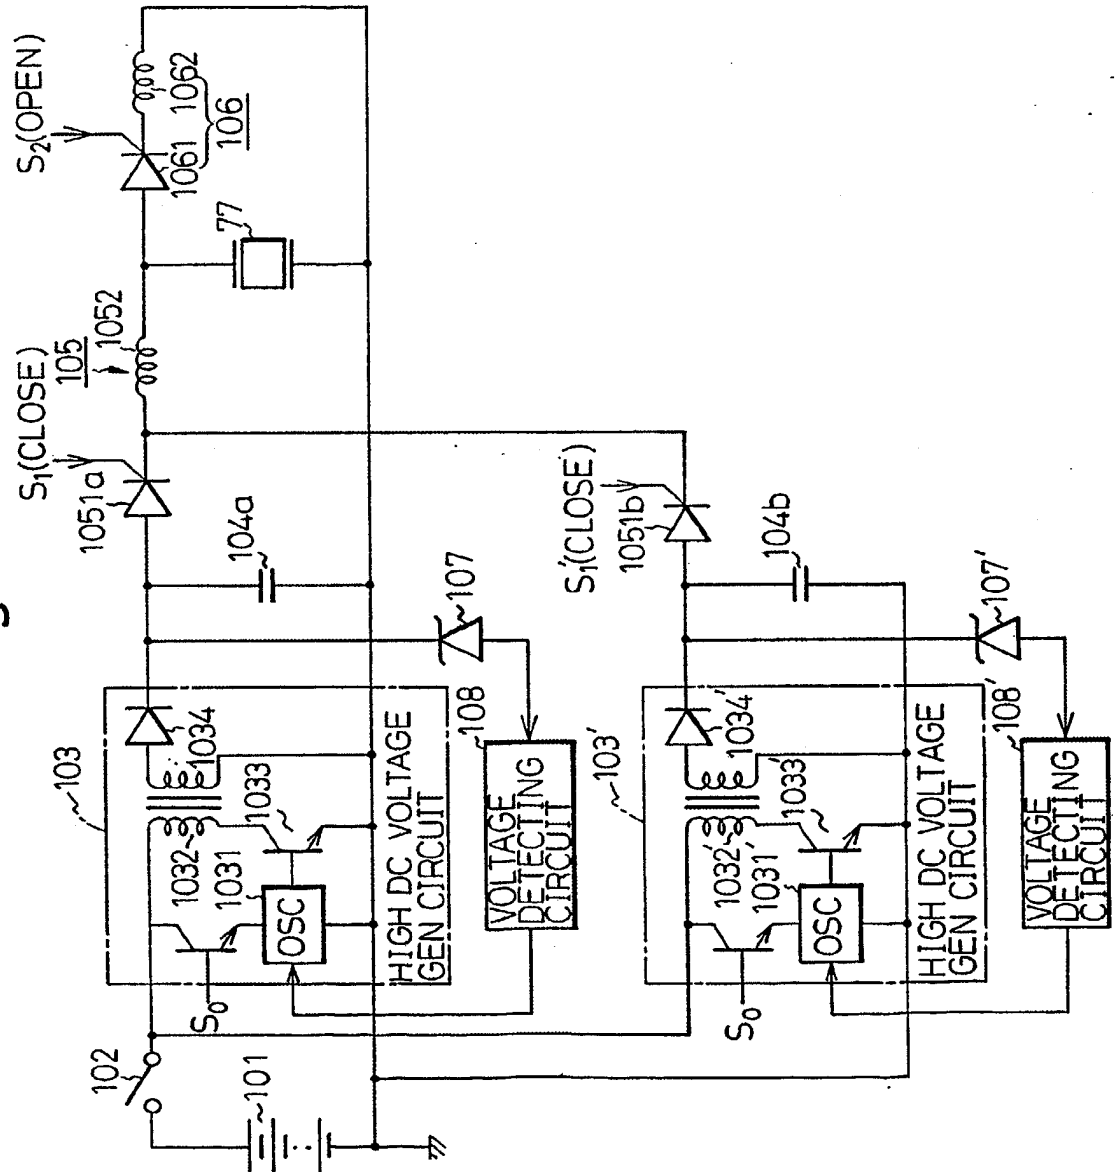 S₁(CLOSE)
S₂(OPEN)
105
103
102
1051a
1052
1032
1034
1061
1062
106
S₀
1031
1033
OSC
104a
77
101
HIGH DC VOLTAGE
GEN CIRCUIT
107
108
VOLTAGE
DETECTING
CIRCUIT
S₁'(CLOSE)
103'
1051b
1032'
1034'
S₀
1031'
1033'
OSC
104b
HIGH DC VOLTAGE
GEN CIRCUIT
107'
108'
VOLTAGE
DETECTING
CIRCUIT